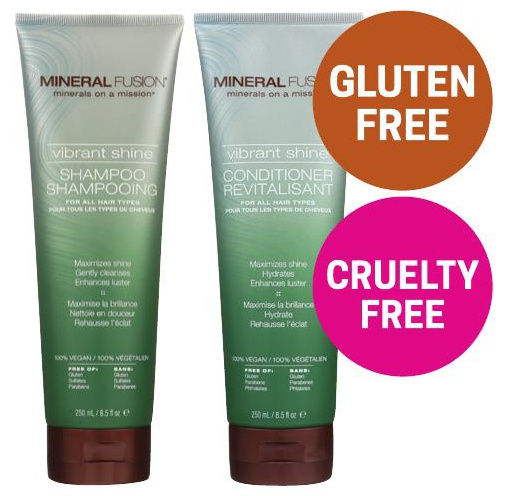 MINERAL FUSION®
minerals on a mission®
vibrant shine
SHAMPOO
SHAMPOOING
FOR ALL HAIR TYPES
POUR TOUS LES TYPES DE CHEVEUX
Maximizes shine
Gently cleanses
Enhances luster
Maximise la brillance
Nettoie en douceur
Rehausse l'éclat
100% VEGAN / 100% VÉGÉTALIEN
FREE OF: SANS:
Gluten Gluten
Sulfates Sulfates
Parabens Parabènes
250 mL / 8.5 fl oz ℮
MINERAL FUSION
minerals on a mission®
vibrant shine
CONDITIONER
REVITALISANT
FOR ALL HAIR TYPES
POUR TOUS LES TYPES DE CHEVEUX
Maximizes shine
Hydrates
Enhances luster
Maximise la brillance
Hydrate
Rehausse l'éclat
100% VEGAN / 100% VÉGÉTALIEN
FREE OF: SANS:
Gluten Gluten
Parabens Parabènes
Phthalates Phtalates
250 mL / 8.5 fl oz ℮
GLUTEN
FREE
CRUELTY
FREE